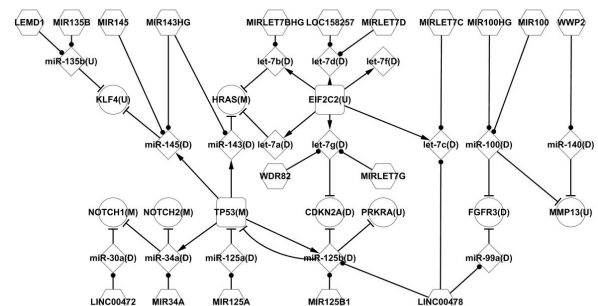 LEMD1 MIR135B MIR145 MIR143HG MIRLET7BHG LOC158257 MIRLET7D MIRLET7C MIR100HG MIR100 WWP2
miR-135b(U) let-7b(D) let-7d(D) let-7f(D)
KLF4(U) HRAS(M) EIF2C2(U)
miR-145(D) miR-143(D) let-7a(D) let-7g(D) let-7c(D) miR-100(D) miR-140(D)
WDR82 MIRLET7G
NOTCH1(M) NOTCH2(M) TP53(M) CDKN2A(D) PRKRA(U) FGFR3(D) MMP13(U)
miR-30a(D) miR-34a(D) miR-125a(D) miR-125b(D) miR-99a(D)
LINC00472 MIR34A MIR125A MIR125B1 LINC00478